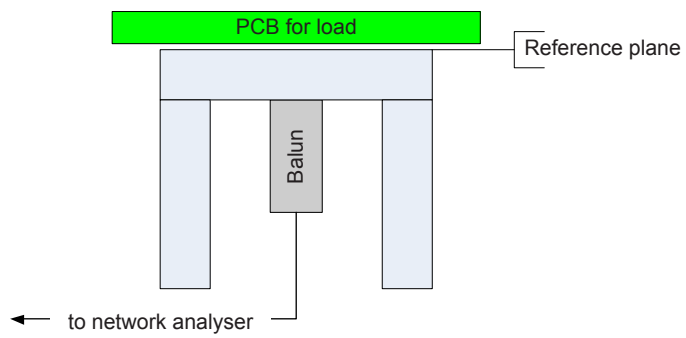 PCB for load
Reference plane
Balun
to network analyser